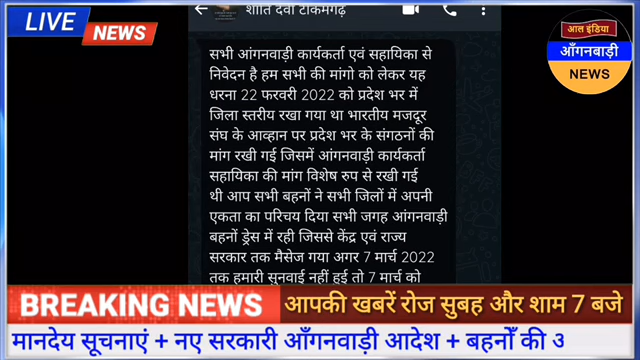 LIVE NEWS
शांति देवी टीकमगढ़
आल इंडिया
आँगनबाड़ी
NEWS
सभी आंगनवाड़ी कार्यकर्ता एवं सहायिका से
निवेदन है हम सभी की मांगो को लेकर यह
धरना 22 फरवरी 2022 को प्रदेश भर में
जिला स्तरीय रखा गया था भारतीय मजदूर
संघ के आव्हान पर प्रदेश भर के संगठनों की
मांग रखी गई जिसमें आंगनवाड़ी कार्यकर्ता
सहायिका की मांग विशेष रुप से रखी गई
थी आप सभी बहनों ने सभी जिलों में अपनी
एकता का परिचय दिया सभी जगह आंगनवाड़ी
बहनों ड्रेस में रही जिससे केंद्र एवं राज्य
सरकार तक मैसेज गया अगर 7 मार्च 2022
तक हमारी सुनवाई नहीं हुई तो 7 मार्च को
BREAKING NEWS आपकी खबरें रोज सुबह और शाम 7 बजे
मानदेय सूचनाएं + नए सरकारी आँगनवाड़ी आदेश + बहनोँ की